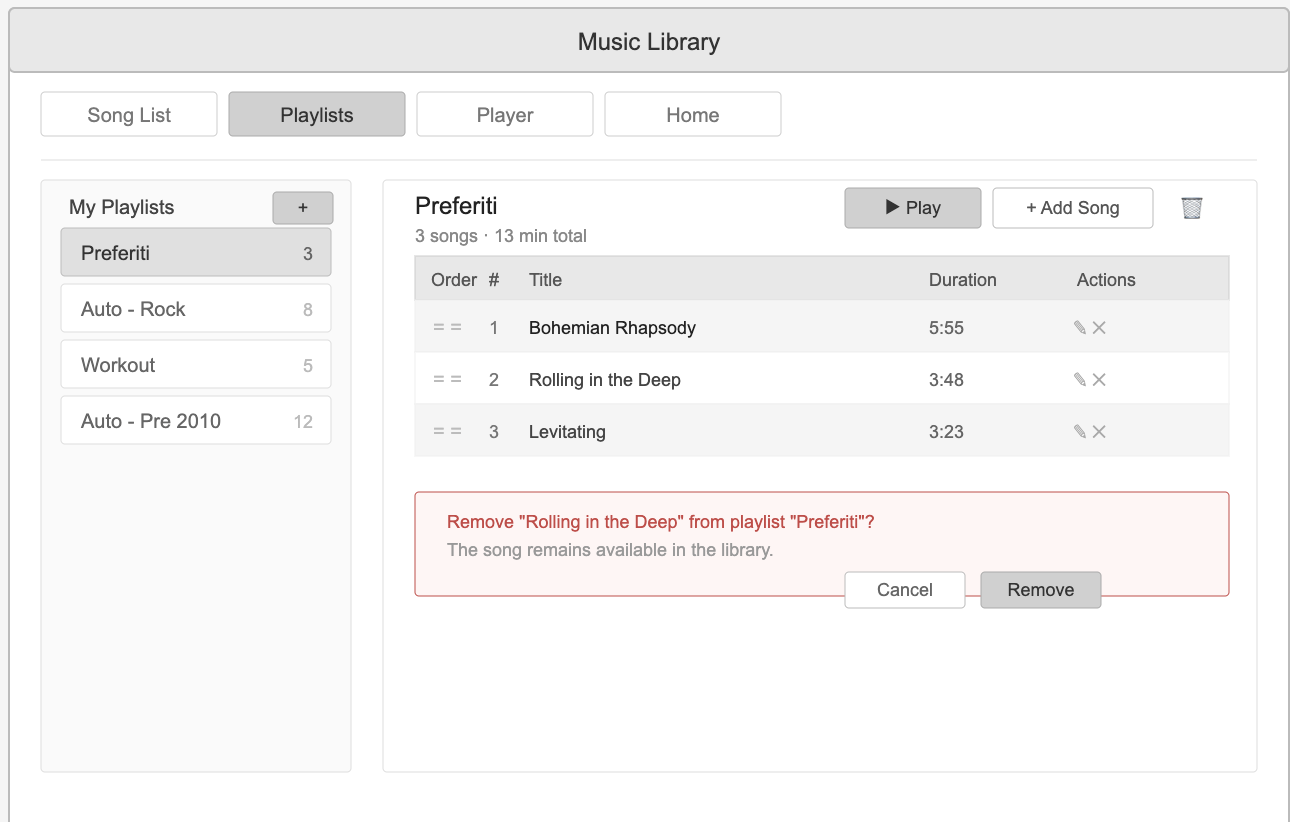 Music Library
Song List Playlists Player Home
My Playlists +
Preferiti 3
Auto - Rock 8
Workout 5
Auto - Pre 2010 12
Preferiti
▶ Play + Add Song
3 songs · 13 min total
Order # Title Duration Actions
= = 1 Bohemian Rhapsody 5:55 ✎ ✕
= = 2 Rolling in the Deep 3:48 ✎ ✕
= = 3 Levitating 3:23 ✎ ✕
Remove "Rolling in the Deep" from playlist "Preferiti"?
The song remains available in the library.
Cancel Remove